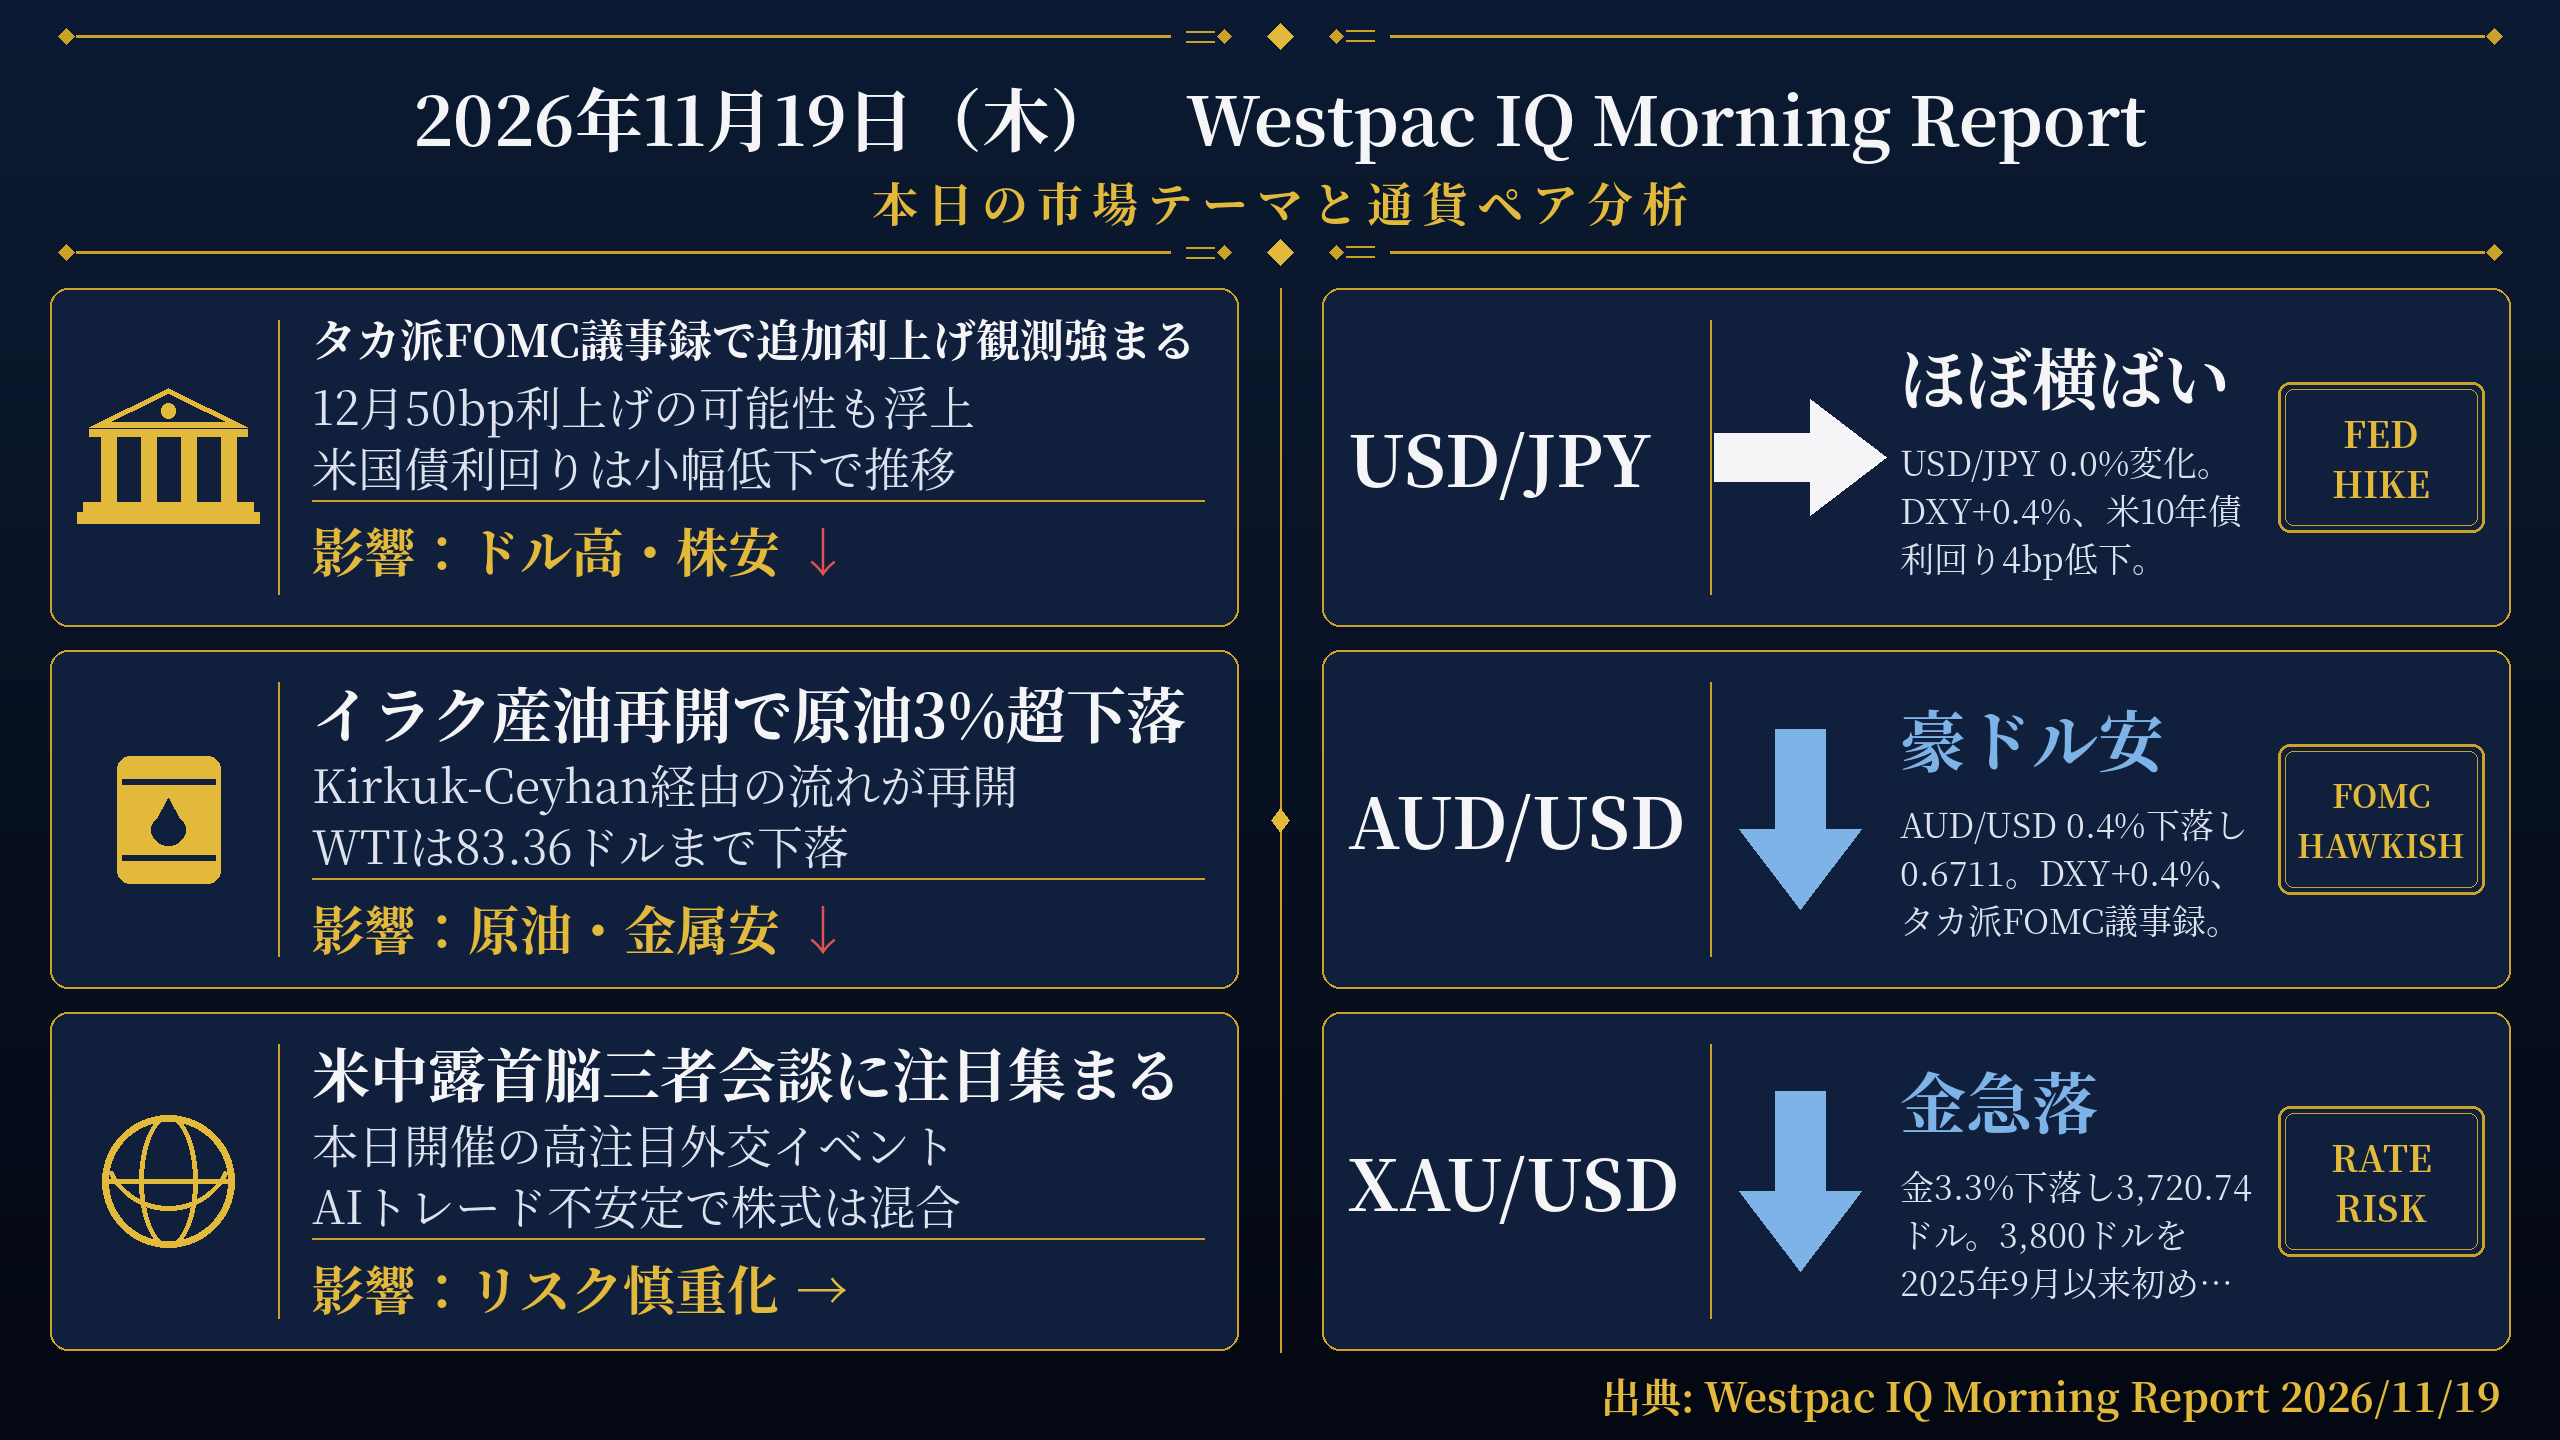 2026年11月19日（木）　Westpac IQ Morning Report
本日の市場テーマと通貨ペア分析
タカ派FOMC議事録で追加利上げ観測強まる
12月50bp利上げの可能性も浮上
米国債利回りは小幅低下で推移
影響：ドル高・株安 ↓
イラク産油再開で原油3%超下落
Kirkuk-Ceyhan経由の流れが再開
WTIは83.36ドルまで下落
影響：原油・金属安 ↓
米中露首脳三者会談に注目集まる
本日開催の高注目外交イベント
AIトレード不安定で株式は混合
影響：リスク慎重化 →
USD/JPY
ほぼ横ばい
USD/JPY 0.0%変化。
DXY+0.4%、米10年債
利回り4bp低下。
FED
HIKE
AUD/USD
豪ドル安
AUD/USD 0.4%下落し
0.6711。DXY+0.4%、
タカ派FOMC議事録。
FOMC
HAWKISH
XAU/USD
金急落
金3.3%下落し3,720.74
ドル。3,800ドルを
2025年9月以来初め…
RATE
RISK
出典: Westpac IQ Morning Report 2026/11/19